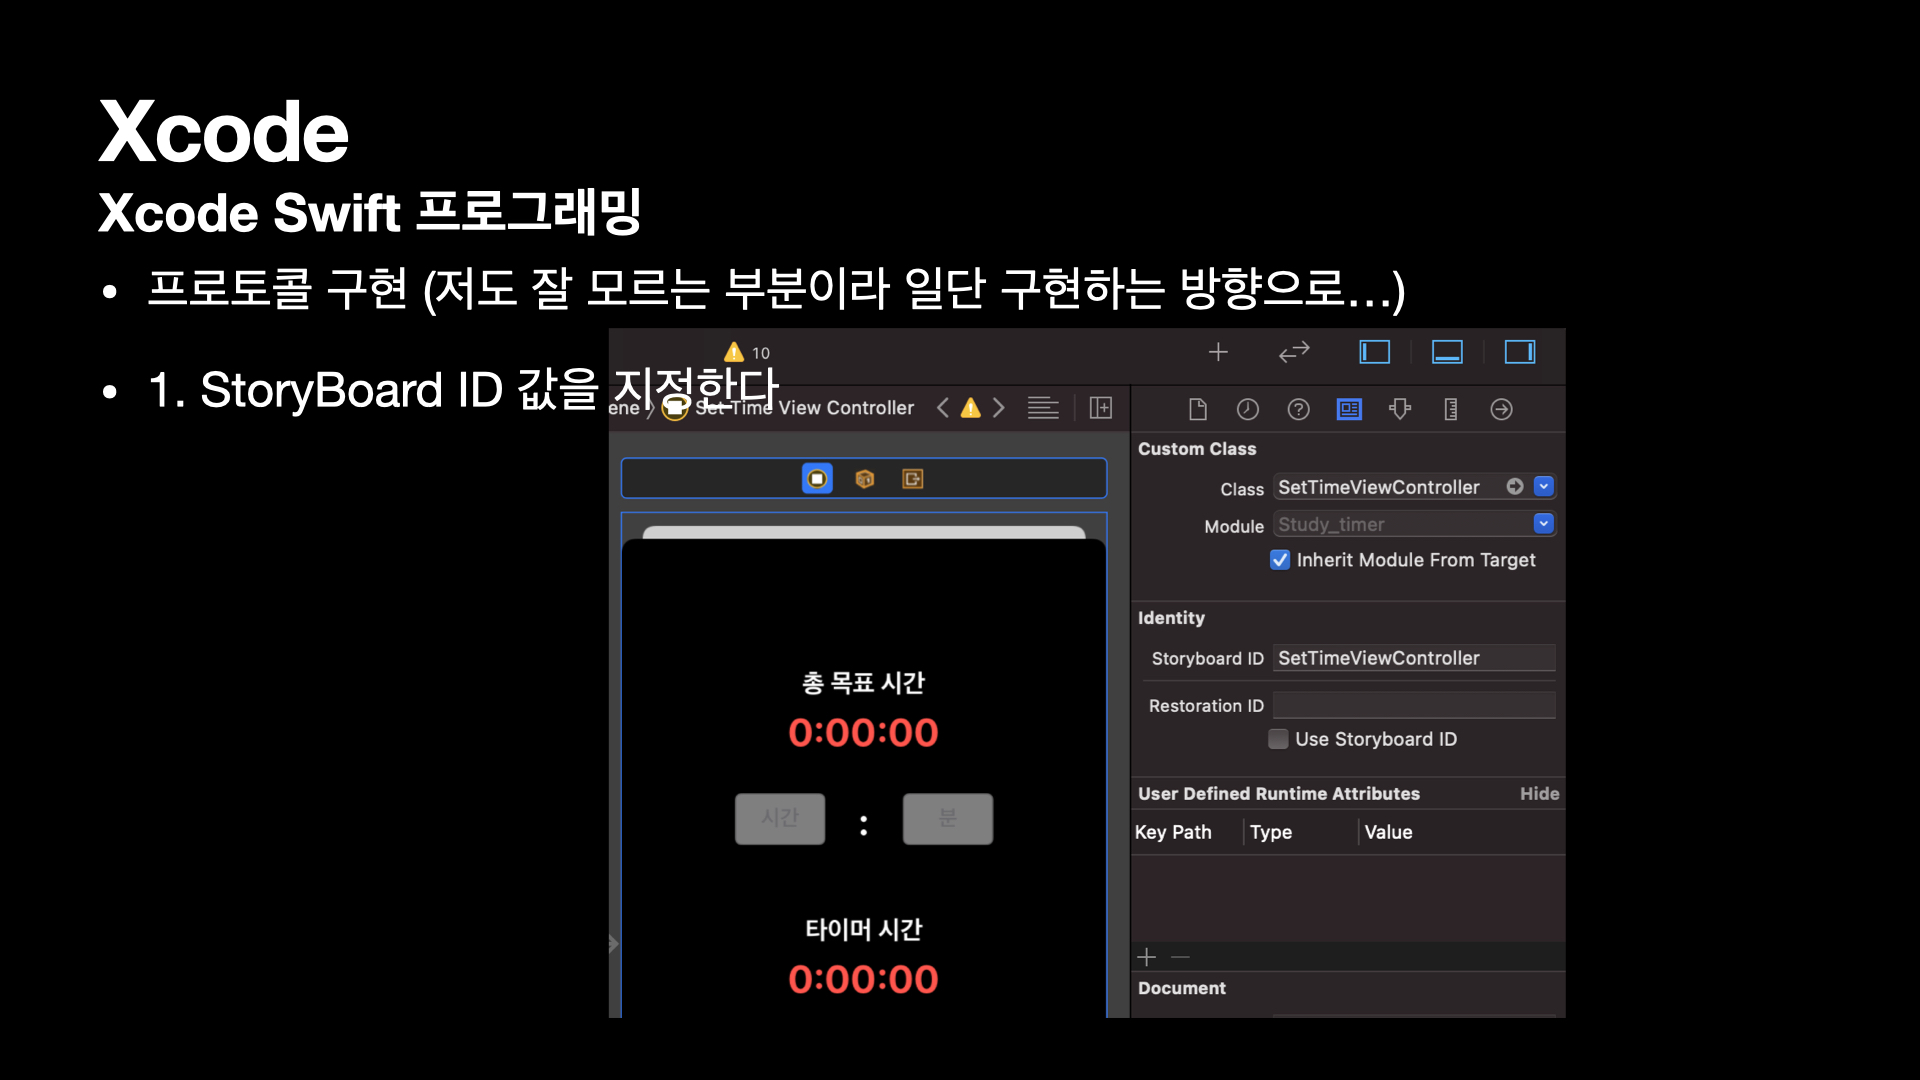 Xcode
Xcode Swift 프로그래밍
• 프로토콜 구현 (저도 잘 모르는 부분이라 일단 구현하는 방향으로...)
• 1. StoryBoard ID 값을 지정한다
10
ene > Set Time View Controller
총 목표 시간
0:00:00
시간 : 분
타이머 시간
0:00:00
Custom Class
Class SetTimeViewController
Module Study_timer
Inherit Module From Target
Identity
Storyboard ID SetTimeViewController
Restoration ID
Use Storyboard ID
User Defined Runtime Attributes Hide
Key Path Type Value
Document